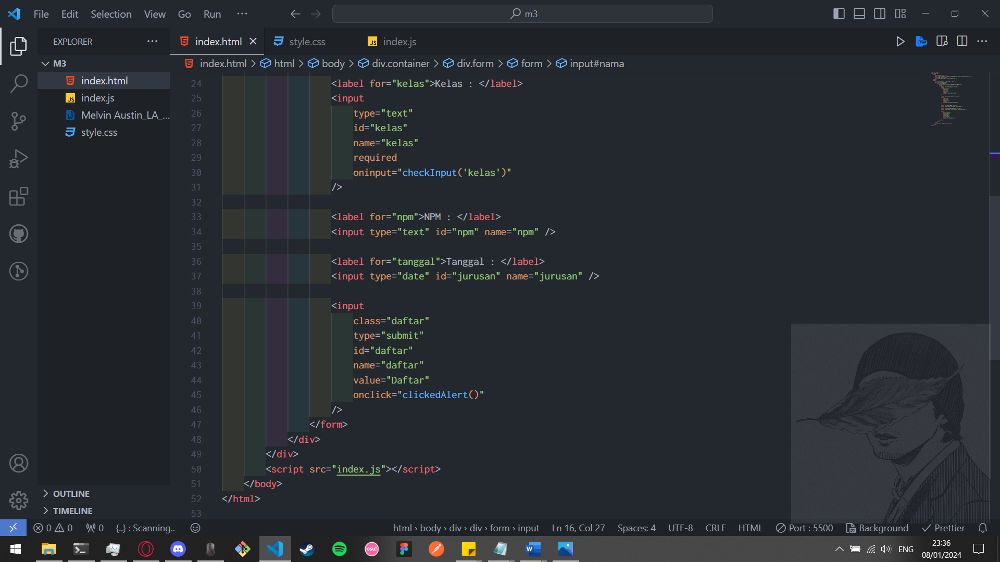 File Edit Selection View Go Run ··· m3
EXPLORER ···
index.html style.css index.js
M3
index.html > html > body > div.container > div.form > form > input#nama
index.html
index.js
Melvin Austin_LA_...
style.css
24 <label for="kelas">Kelas : </label>
25 <input
26 type="text"
27 id="kelas"
28 name="kelas"
29 required
30 oninput="checkInput('kelas')"
31 />
32
33 <label for="npm">NPM : </label>
34 <input type="text" id="npm" name="npm" />
35
36 <label for="tanggal">Tanggal : </label>
37 <input type="date" id="jurusan" name="jurusan" />
38
39 <input
40 class="daftar"
41 type="submit"
42 id="daftar"
43 name="daftar"
44 value="Daftar"
45 onclick="clickedAlert()"
46 />
47 </form>
48 </div>
49 </div>
50 <script src="index.js"></script>
51 </body>
52 </html>
53
OUTLINE
TIMELINE
0 0 0 {..} : Scanning.. html › body › div › div › form › input Ln 16, Col 27 Spaces: 4 UTF-8 CRLF HTML Port : 5500 Background Prettier
osu!
ENG
23:36
08/01/2024